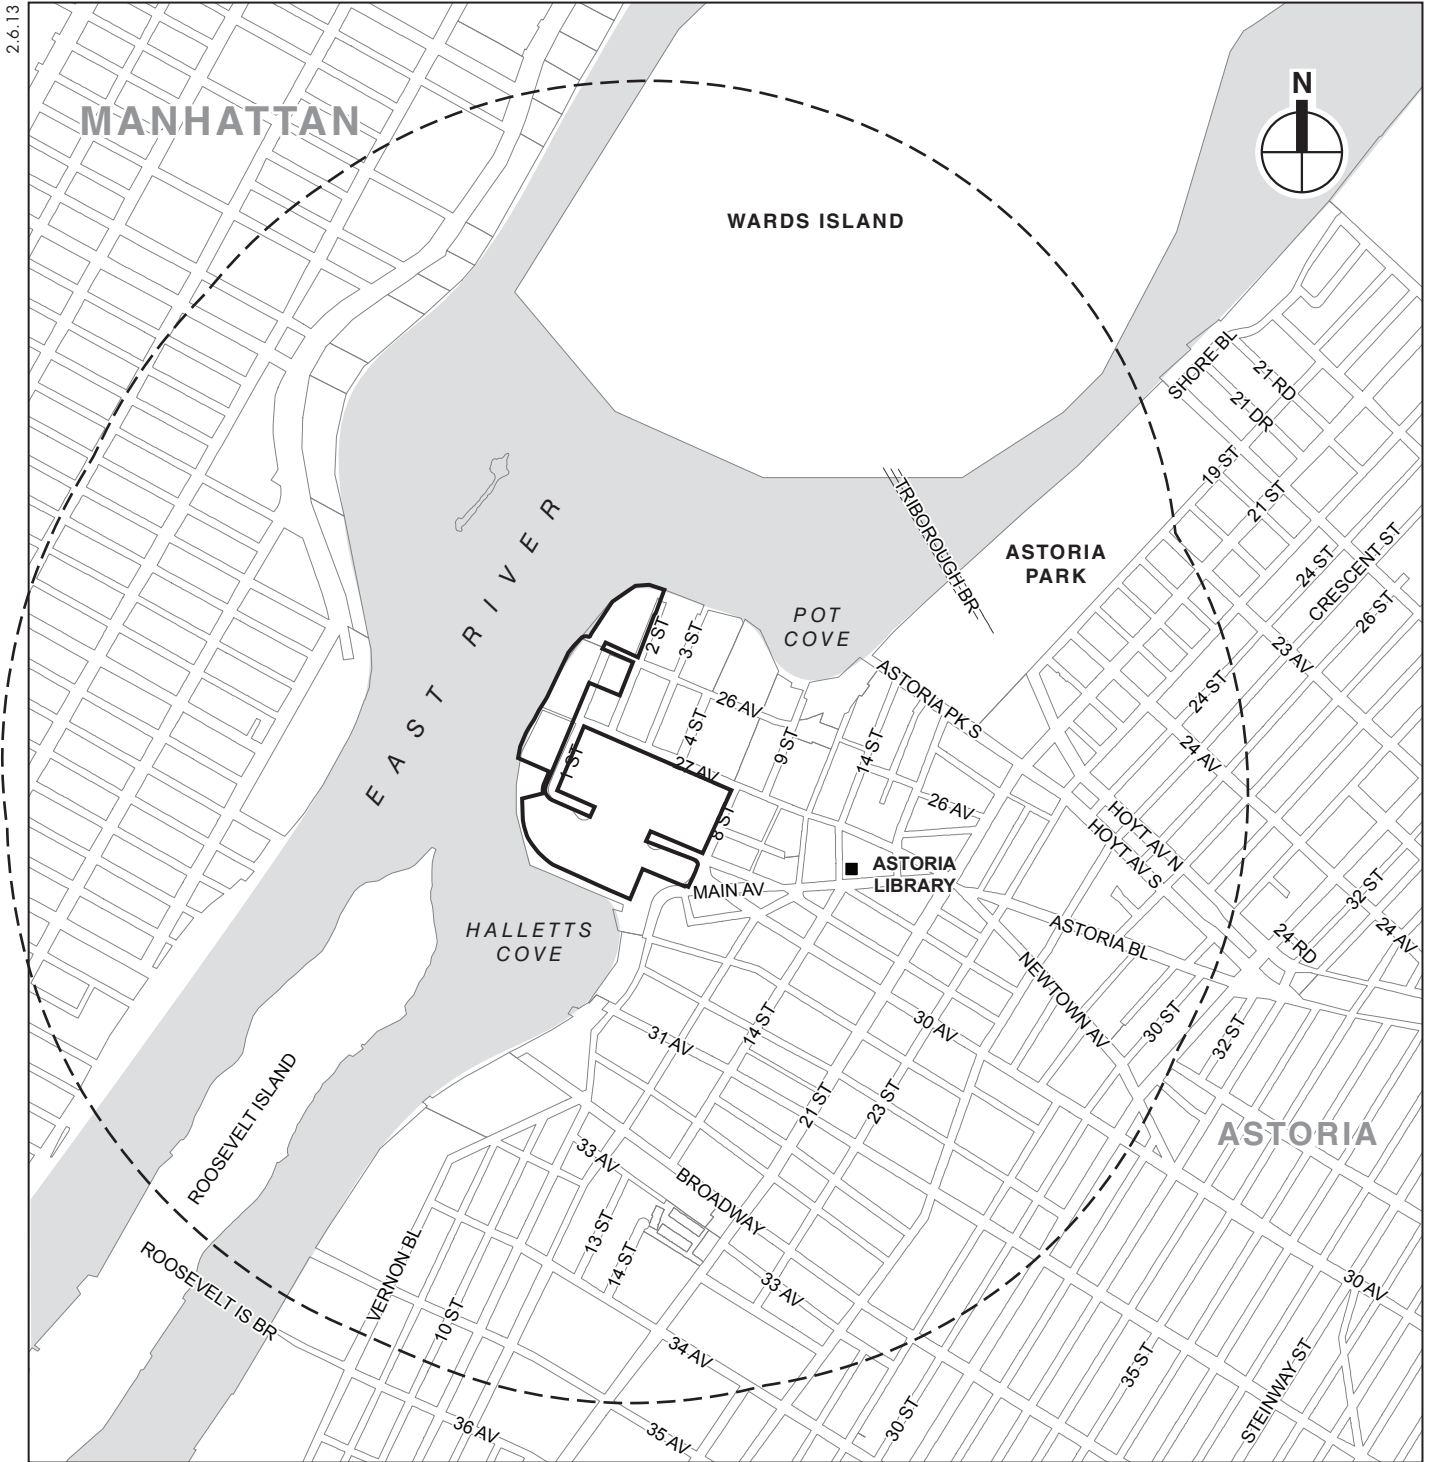 2.6.13
MANHATTAN
N
WARDS ISLAND
SHORE BL
21 RD
21 DR
19 ST
21 ST
TRIBOROUGH BR
ASTORIA
PARK
24 ST
CRESCENT ST
26 ST
EAST RIVER
POT
COVE
2 ST
3 ST
23 AV
ASTORIA PK S
24 ST
26 AV
4 ST
9 ST
14 ST
24 AV
1 ST
27 AV
26 AV
8 ST
HOYT AV N
HOYT AV S
ASTORIA
LIBRARY
MAIN AV
32 ST
HALLETTS
COVE
ASTORIA BL
24 RD
24 AV
NEWTOWN AV
31 AV
14 ST
30 AV
30 ST
32 ST
ROOSEVELT ISLAND
21 ST
23 ST
ASTORIA
33 AV
BROADWAY
13 ST
14 ST
VERNON BL
ROOSEVELT IS BR
10 ST
33 AV
30 AV
34 AV
35 ST
STEINWAY ST
36 AV
35 AV
30 ST